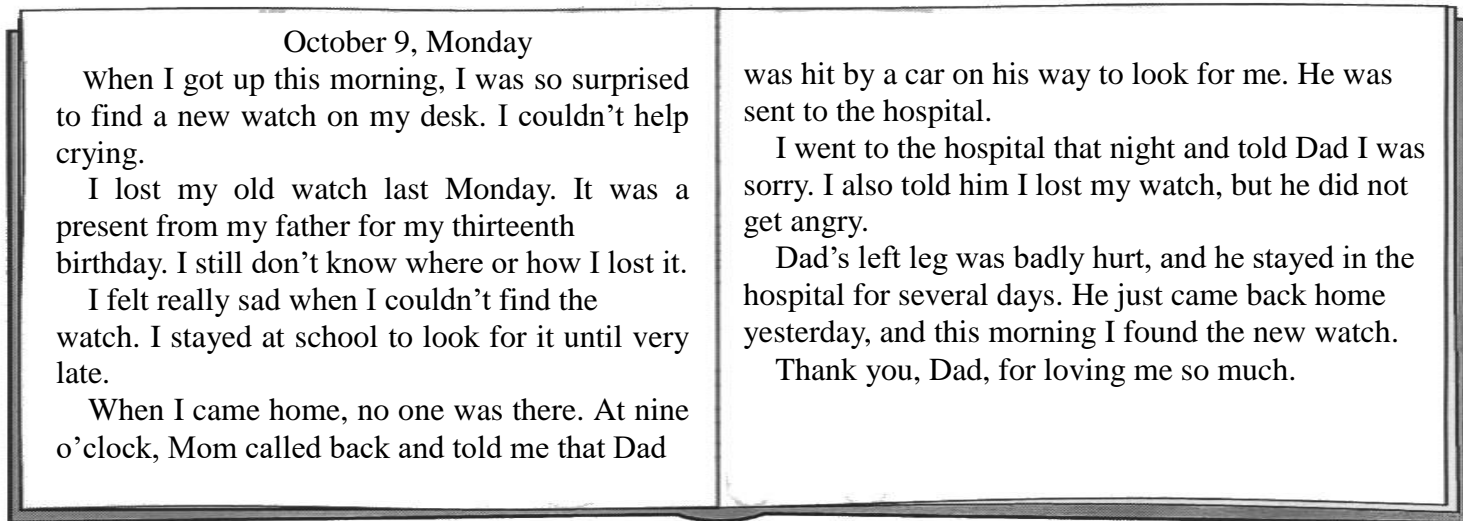 October 9, Monday
When I got up this morning, I was so surprised
to find a new watch on my desk. I couldn’t help
crying.
I lost my old watch last Monday. It was a
present from my father for my thirteenth
birthday. I still don’t know where or how I lost it.
I felt really sad when I couldn’t find the
watch. I stayed at school to look for it until very
late.
When I came home, no one was there. At nine
o’clock, Mom called back and told me that Dad
was hit by a car on his way to look for me. He was
sent to the hospital.
I went to the hospital that night and told Dad I was
sorry. I also told him I lost my watch, but he did not
get angry.
Dad’s left leg was badly hurt, and he stayed in the
hospital for several days. He just came back home
yesterday, and this morning I found the new watch.
Thank you, Dad, for loving me so much.